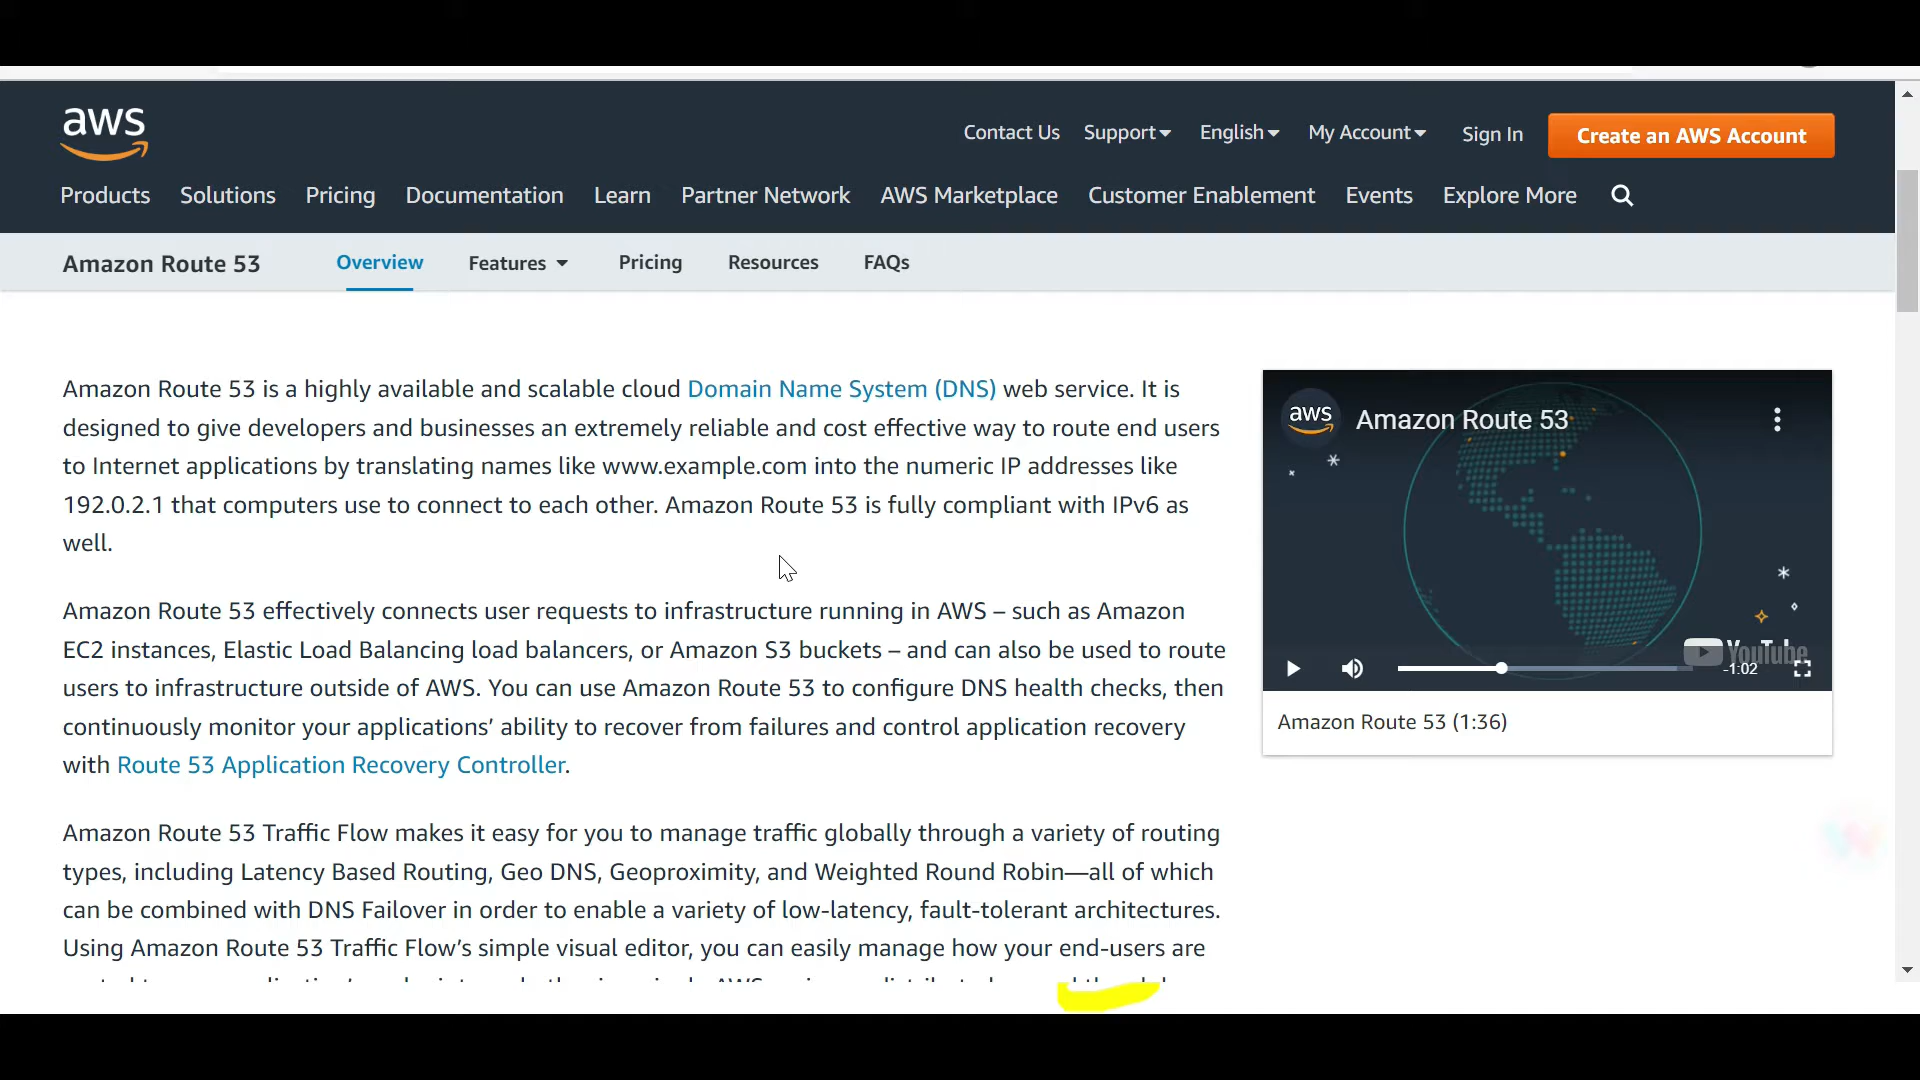 aws
Contact Us Support English My Account Sign In Create an AWS Account
Products Solutions Pricing Documentation Learn Partner Network AWS Marketplace Customer Enablement Events Explore More
Amazon Route 53 Overview Features Pricing Resources FAQs
Amazon Route 53 is a highly available and scalable cloud Domain Name System (DNS) web service. It is
designed to give developers and businesses an extremely reliable and cost effective way to route end users
to Internet applications by translating names like www.example.com into the numeric IP addresses like
192.0.2.1 that computers use to connect to each other. Amazon Route 53 is fully compliant with IPv6 as
well.
Amazon Route 53 effectively connects user requests to infrastructure running in AWS – such as Amazon
EC2 instances, Elastic Load Balancing load balancers, or Amazon S3 buckets – and can also be used to route
users to infrastructure outside of AWS. You can use Amazon Route 53 to configure DNS health checks, then
continuously monitor your applications’ ability to recover from failures and control application recovery
with Route 53 Application Recovery Controller.
Amazon Route 53 Traffic Flow makes it easy for you to manage traffic globally through a variety of routing
types, including Latency Based Routing, Geo DNS, Geoproximity, and Weighted Round Robin—all of which
can be combined with DNS Failover in order to enable a variety of low-latency, fault-tolerant architectures.
Using Amazon Route 53 Traffic Flow’s simple visual editor, you can easily manage how your end-users are
aws Amazon Route 53
YouTube
-1:02
Amazon Route 53 (1:36)